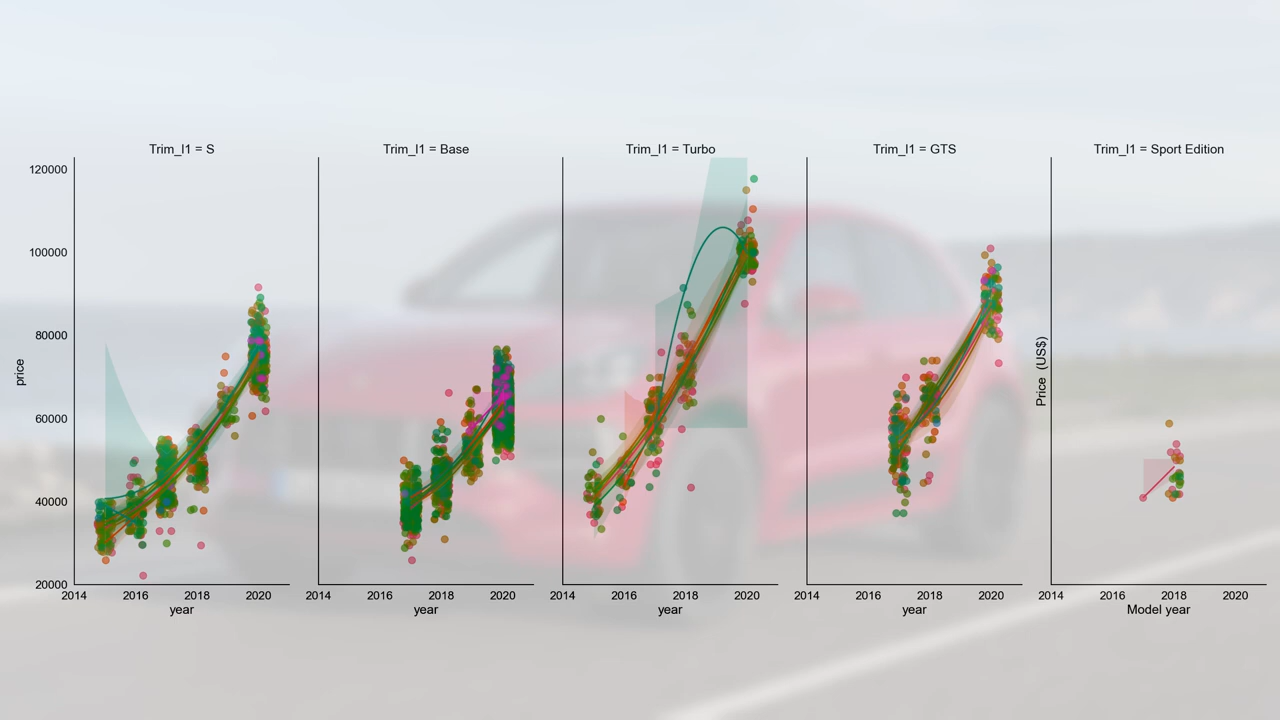 Trim_l1 = S
Trim_l1 = Base
Trim_l1 = Turbo
Trim_l1 = GTS
Trim_l1 = Sport Edition
120000
100000
80000
60000
40000
20000
price
Price (US$)
2014 2016 2018 2020
2014 2016 2018 2020
2014 2016 2018 2020
2014 2016 2018 2020
2014 2016 2018 2020
year
year
year
year
Model year